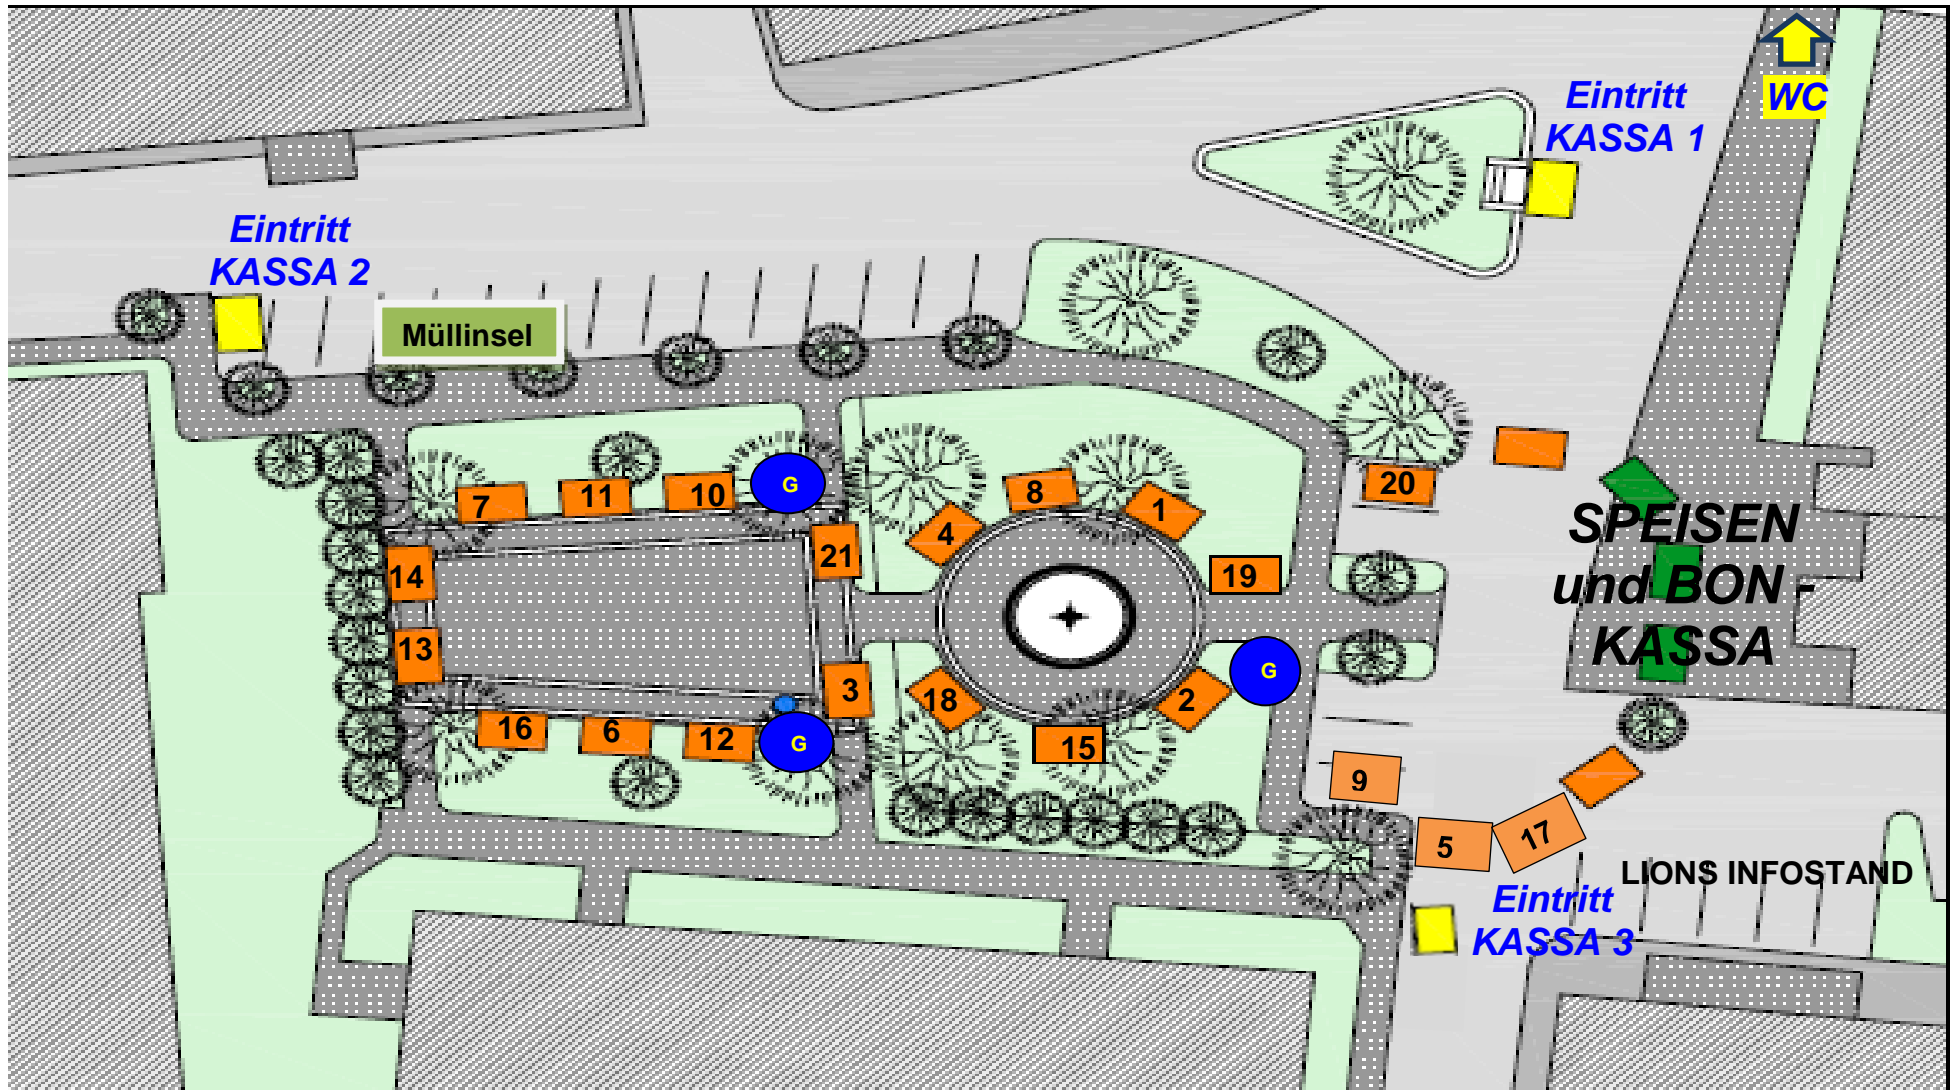 WC
Eintritt
KASSA 1
Eintritt
KASSA 2
Müllinsel
7
11
10
G
8
1
4
20
21
14
19
SPEISEN
und BON -
KASSA
13
3
18
2
G
16
6
12
G
15
9
5
17
LIONS INFOSTAND
Eintritt
KASSA 3